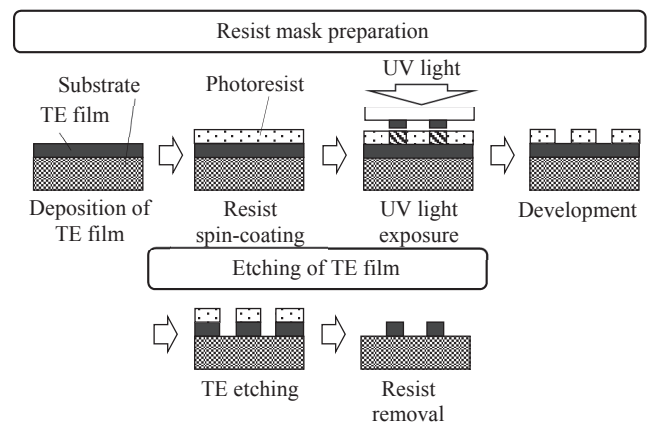 Resist mask preparation
UV light
Substrate
Photoresist
TE film
Deposition of
TE film
Resist
spin-coating
UV light
exposure
Development
Etching of TE film
TE etching
Resist
removal